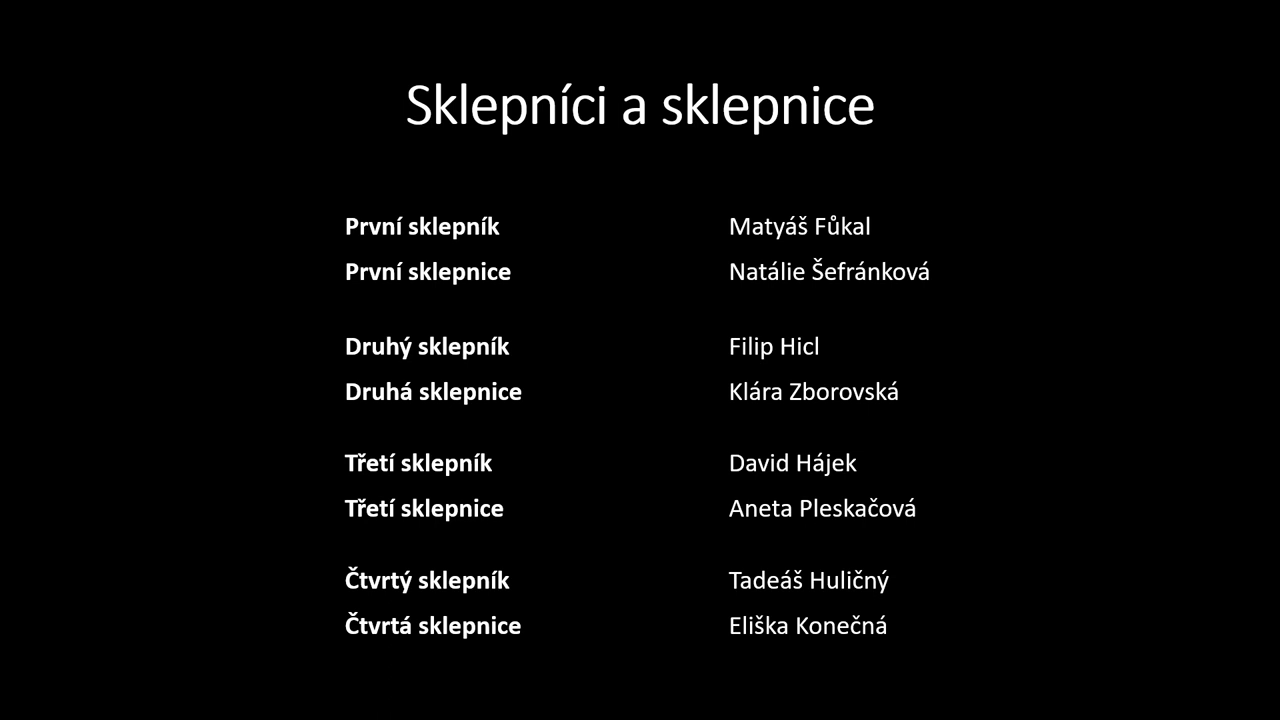 Sklepníci a sklepnice
První sklepník Matyáš Fůkal
První sklepnice Natálie Šefránková
Druhý sklepník Filip Hicl
Druhá sklepnice Klára Zborovská
Třetí sklepník David Hájek
Třetí sklepnice Aneta Pleskačová
Čtvrtý sklepník Tadeáš Huličný
Čtvrtá sklepnice Eliška Konečná